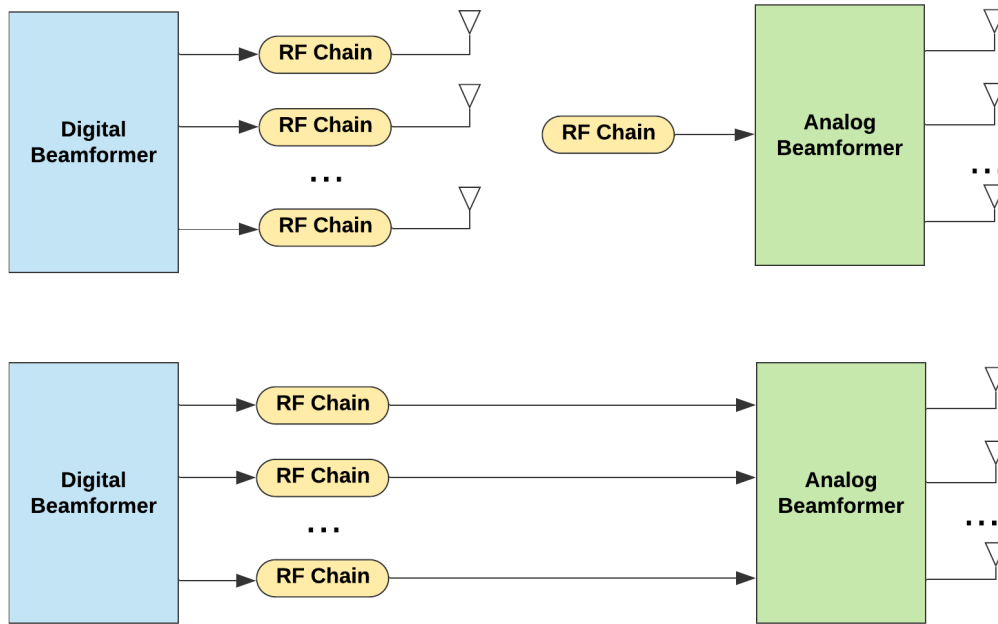 Digital
Beamformer
RF Chain
RF Chain
...
RF Chain
RF Chain
Analog
Beamformer
...
Digital
Beamformer
RF Chain
RF Chain
...
RF Chain
Analog
Beamformer
...